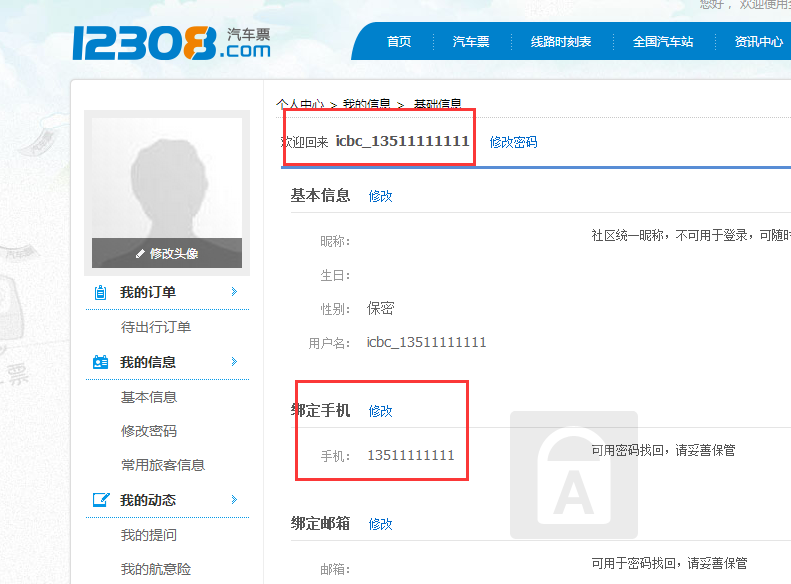 您好， 欢迎使用
12308 汽车票
.com
首页 汽车票 线路时刻表 全国汽车站 资讯中心
个人中心 > 我的信息 > 基础信息
欢迎回来 icbc_13511111111 修改密码
基本信息 修改
昵称： 社区统一昵称，不可用于登录，可随时
生日：
性别： 保密
用户名： icbc_13511111111
绑定手机 修改
手机： 13511111111 可用密码找回，请妥善保管
绑定邮箱 修改
邮箱： 可用于密码找回，请妥善保管
修改头像
我的订单
待出行订单
我的信息
基本信息
修改密码
常用旅客信息
我的动态
我的提问
我的航意险
A
汽车票
票